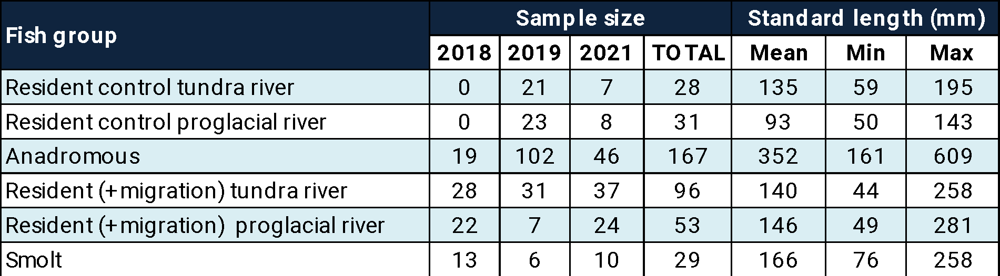 Fish group Sample size Standard length (mm)
2018 2019 2021 TOTAL Mean Min Max
Resident control tundra river 0 21 7 28 135 59 195
Resident control proglacial river 0 23 8 31 93 50 143
Anadromous 19 102 46 167 352 161 609
Resident (+migration) tundra river 28 31 37 96 140 44 258
Resident (+migration) proglacial river 22 7 24 53 146 49 281
Smolt 13 6 10 29 166 76 258